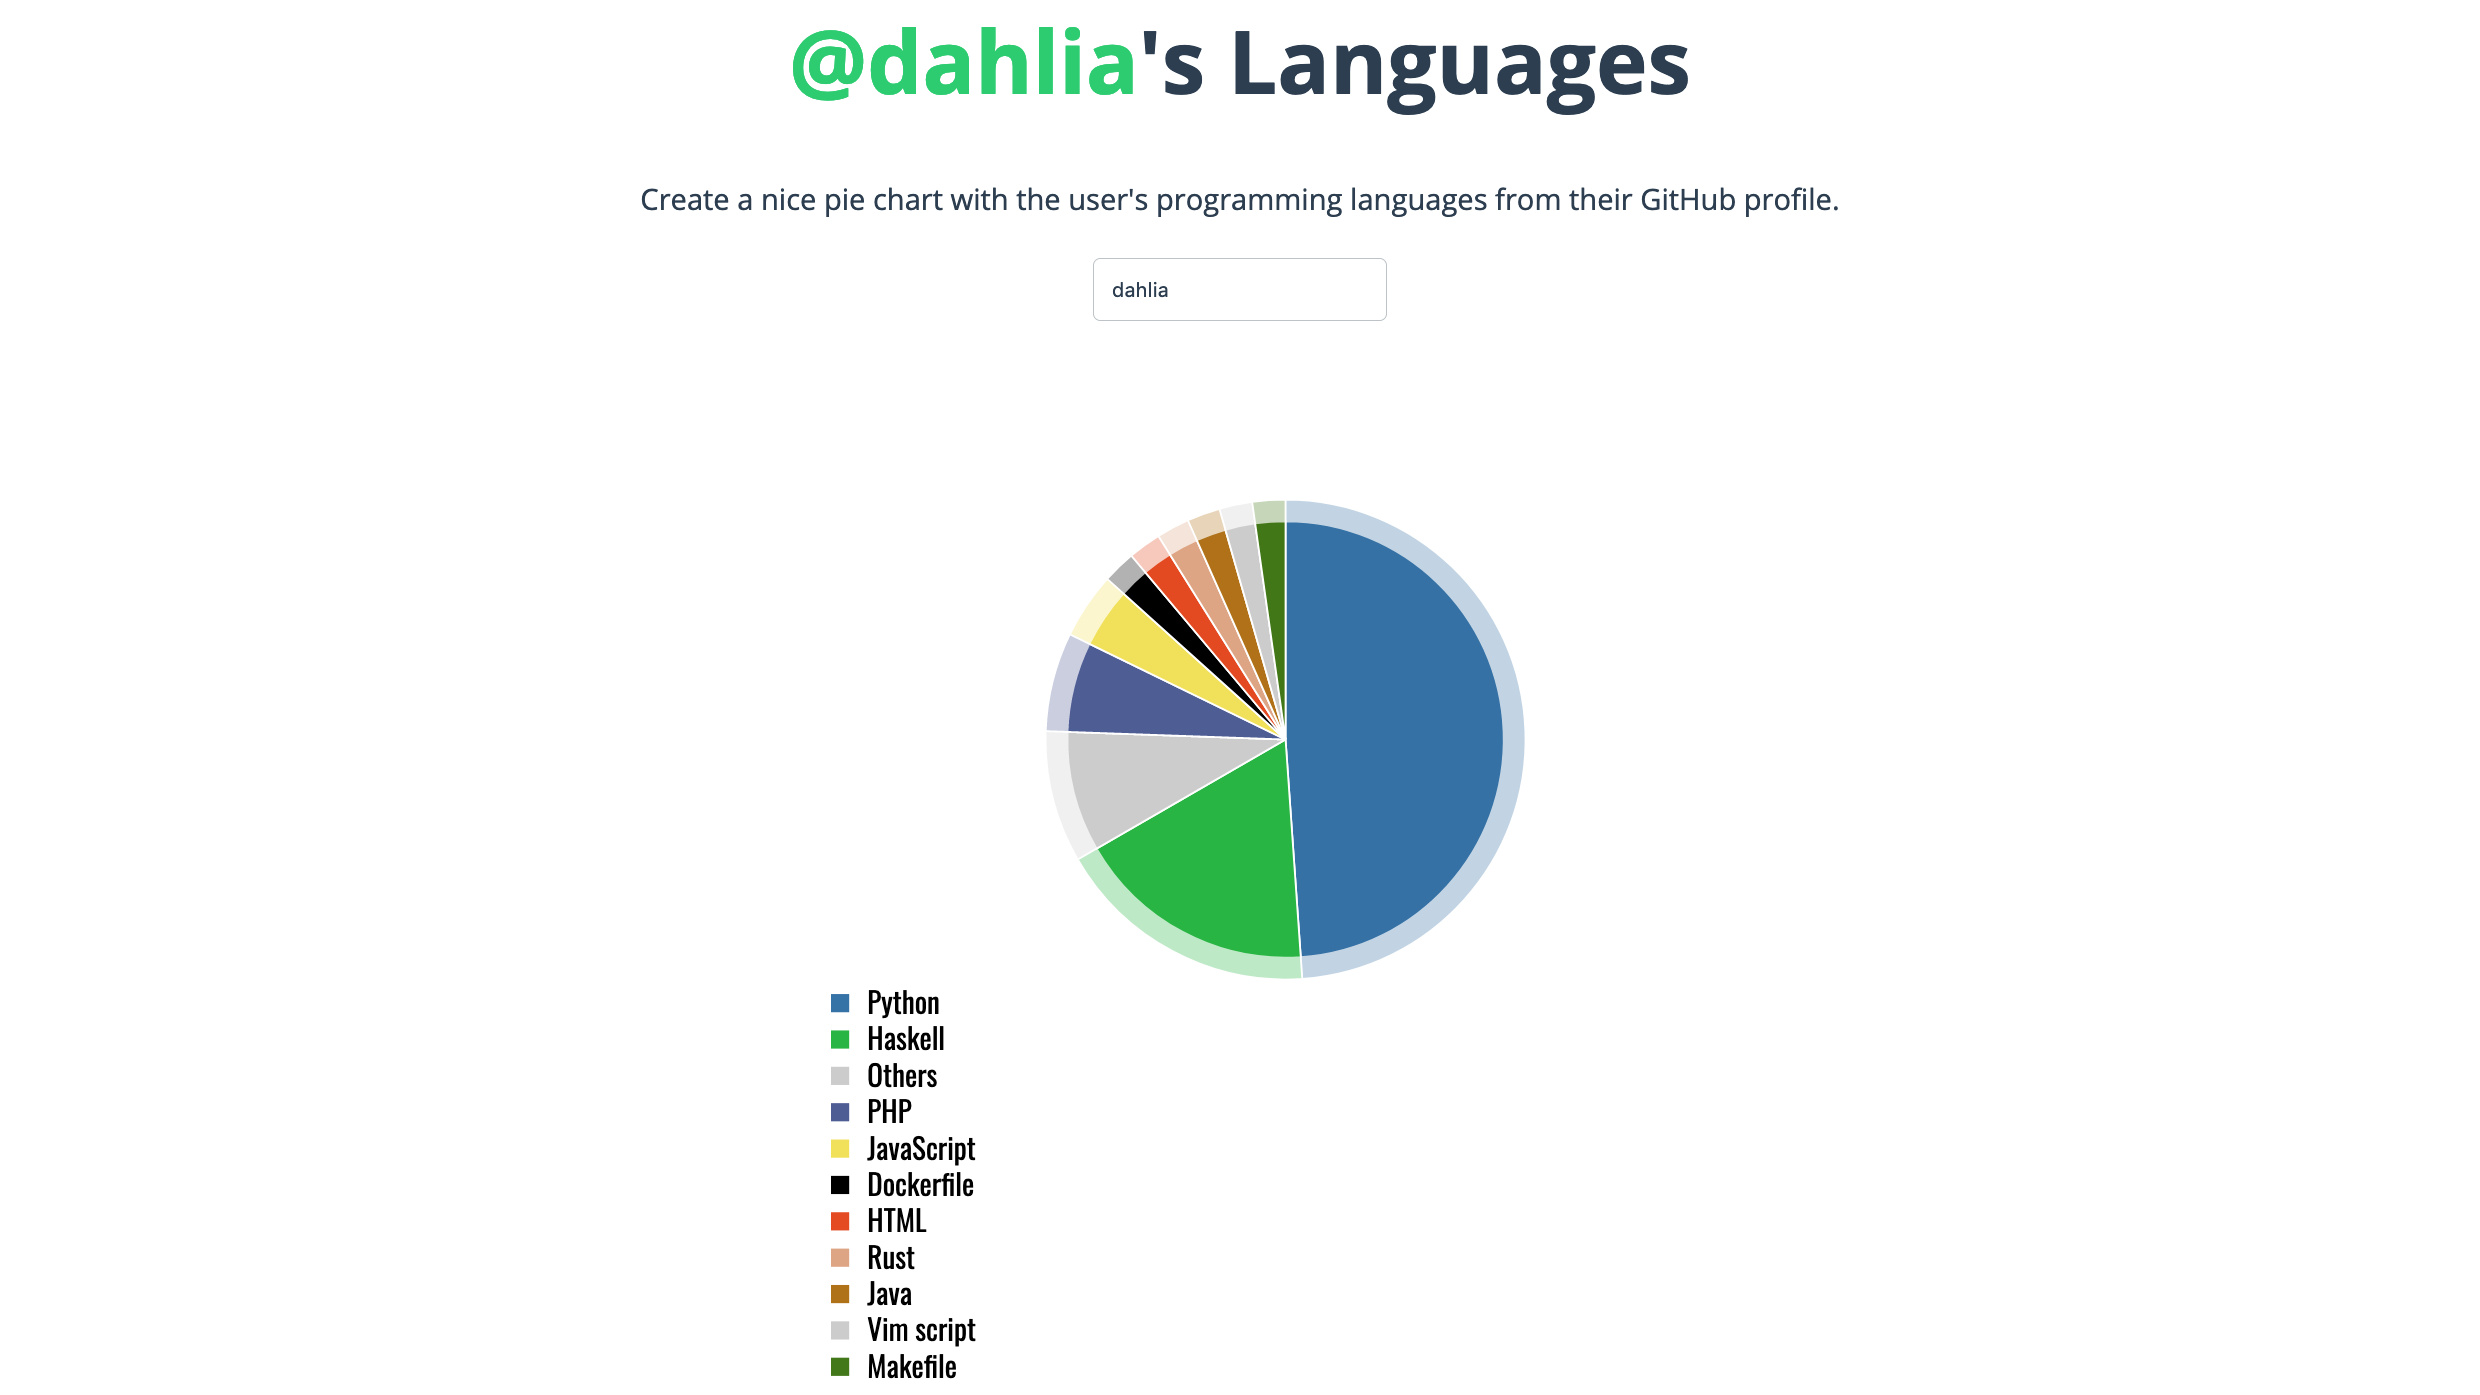 @dahlia's Languages
Create a nice pie chart with the user's programming languages from their GitHub profile.
dahlia
Python
Haskell
Others
PHP
JavaScript
Dockerfile
HTML
Rust
Java
Vim script
Makefile